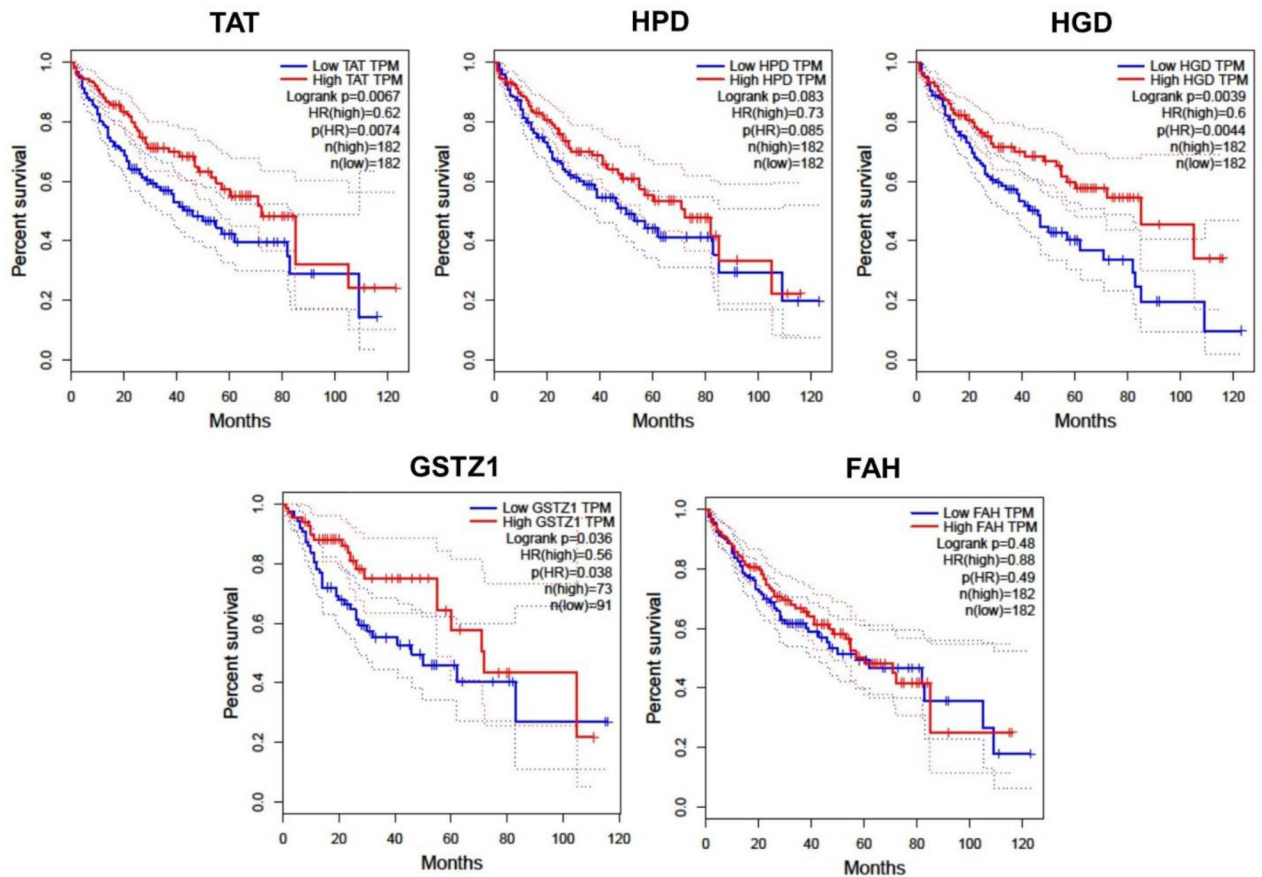 TAT
Low TAT TPM
High TAT TPM
Logrank p=0.0067
HR(high)=0.62
p(HR)=0.0074
n(high)=182
n(low)=182
Percent survival
0.0
0.2
0.4
0.6
0.8
1.0
0 20 40 60 80 100 120
Months
HPD
Low HPD TPM
High HPD TPM
Logrank p=0.083
HR(high)=0.73
p(HR)=0.085
n(high)=182
n(low)=182
Percent survival
0.0
0.2
0.4
0.6
0.8
1.0
0 20 40 60 80 100 120
Months
HGD
Low HGD TPM
High HGD TPM
Logrank p=0.0039
HR(high)=0.6
p(HR)=0.0044
n(high)=182
n(low)=182
Percent survival
0.0
0.2
0.4
0.6
0.8
1.0
0 20 40 60 80 100 120
Months
GSTZ1
Low GSTZ1 TPM
High GSTZ1 TPM
Logrank p=0.036
HR(high)=0.56
p(HR)=0.038
n(high)=73
n(low)=91
Percent survival
0.0
0.2
0.4
0.6
0.8
1.0
0 20 40 60 80 100 120
Months
FAH
Low FAH TPM
High FAH TPM
Logrank p=0.48
HR(high)=0.88
p(HR)=0.49
n(high)=182
n(low)=182
Percent survival
0.0
0.2
0.4
0.6
0.8
1.0
0 20 40 60 80 100 120
Months